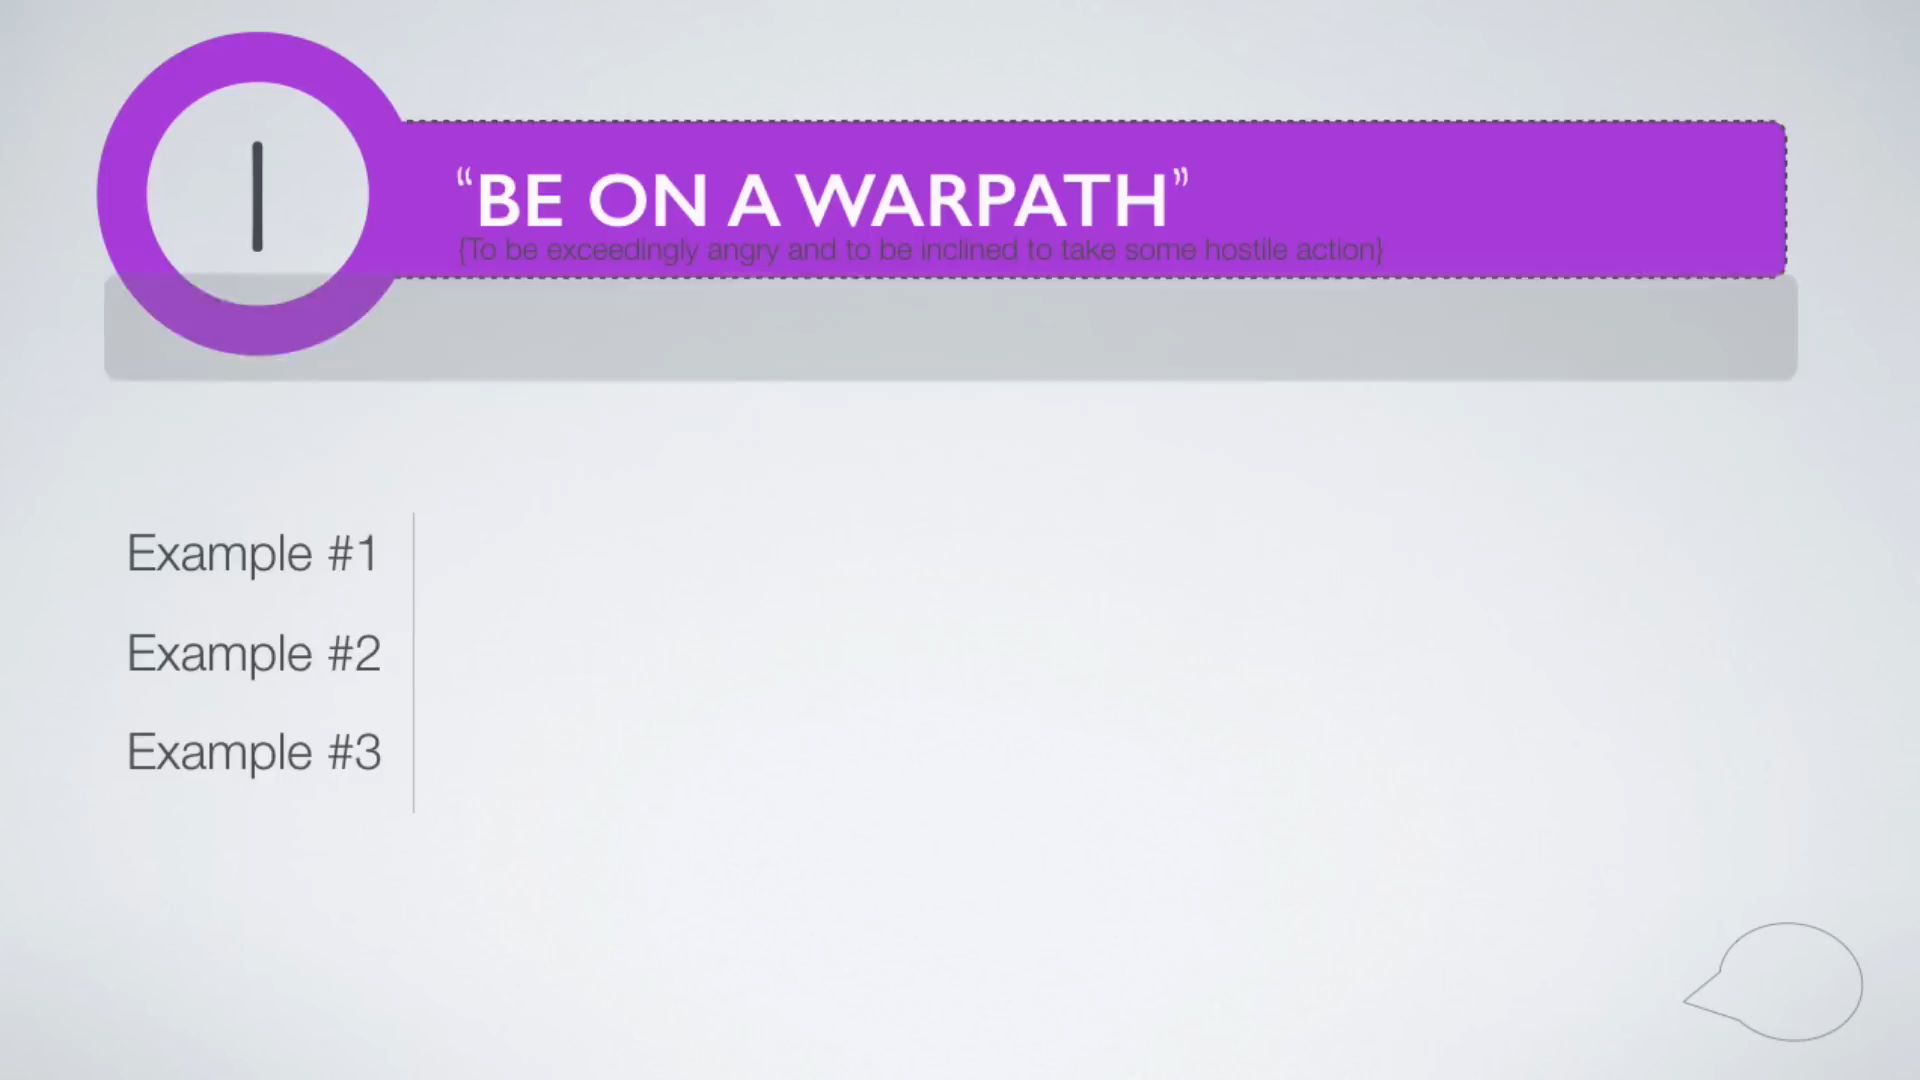 1
“BE ON A WARPATH”
{To be exceedingly angry and to be inclined to take some hostile action}
Example #1
Example #2
Example #3